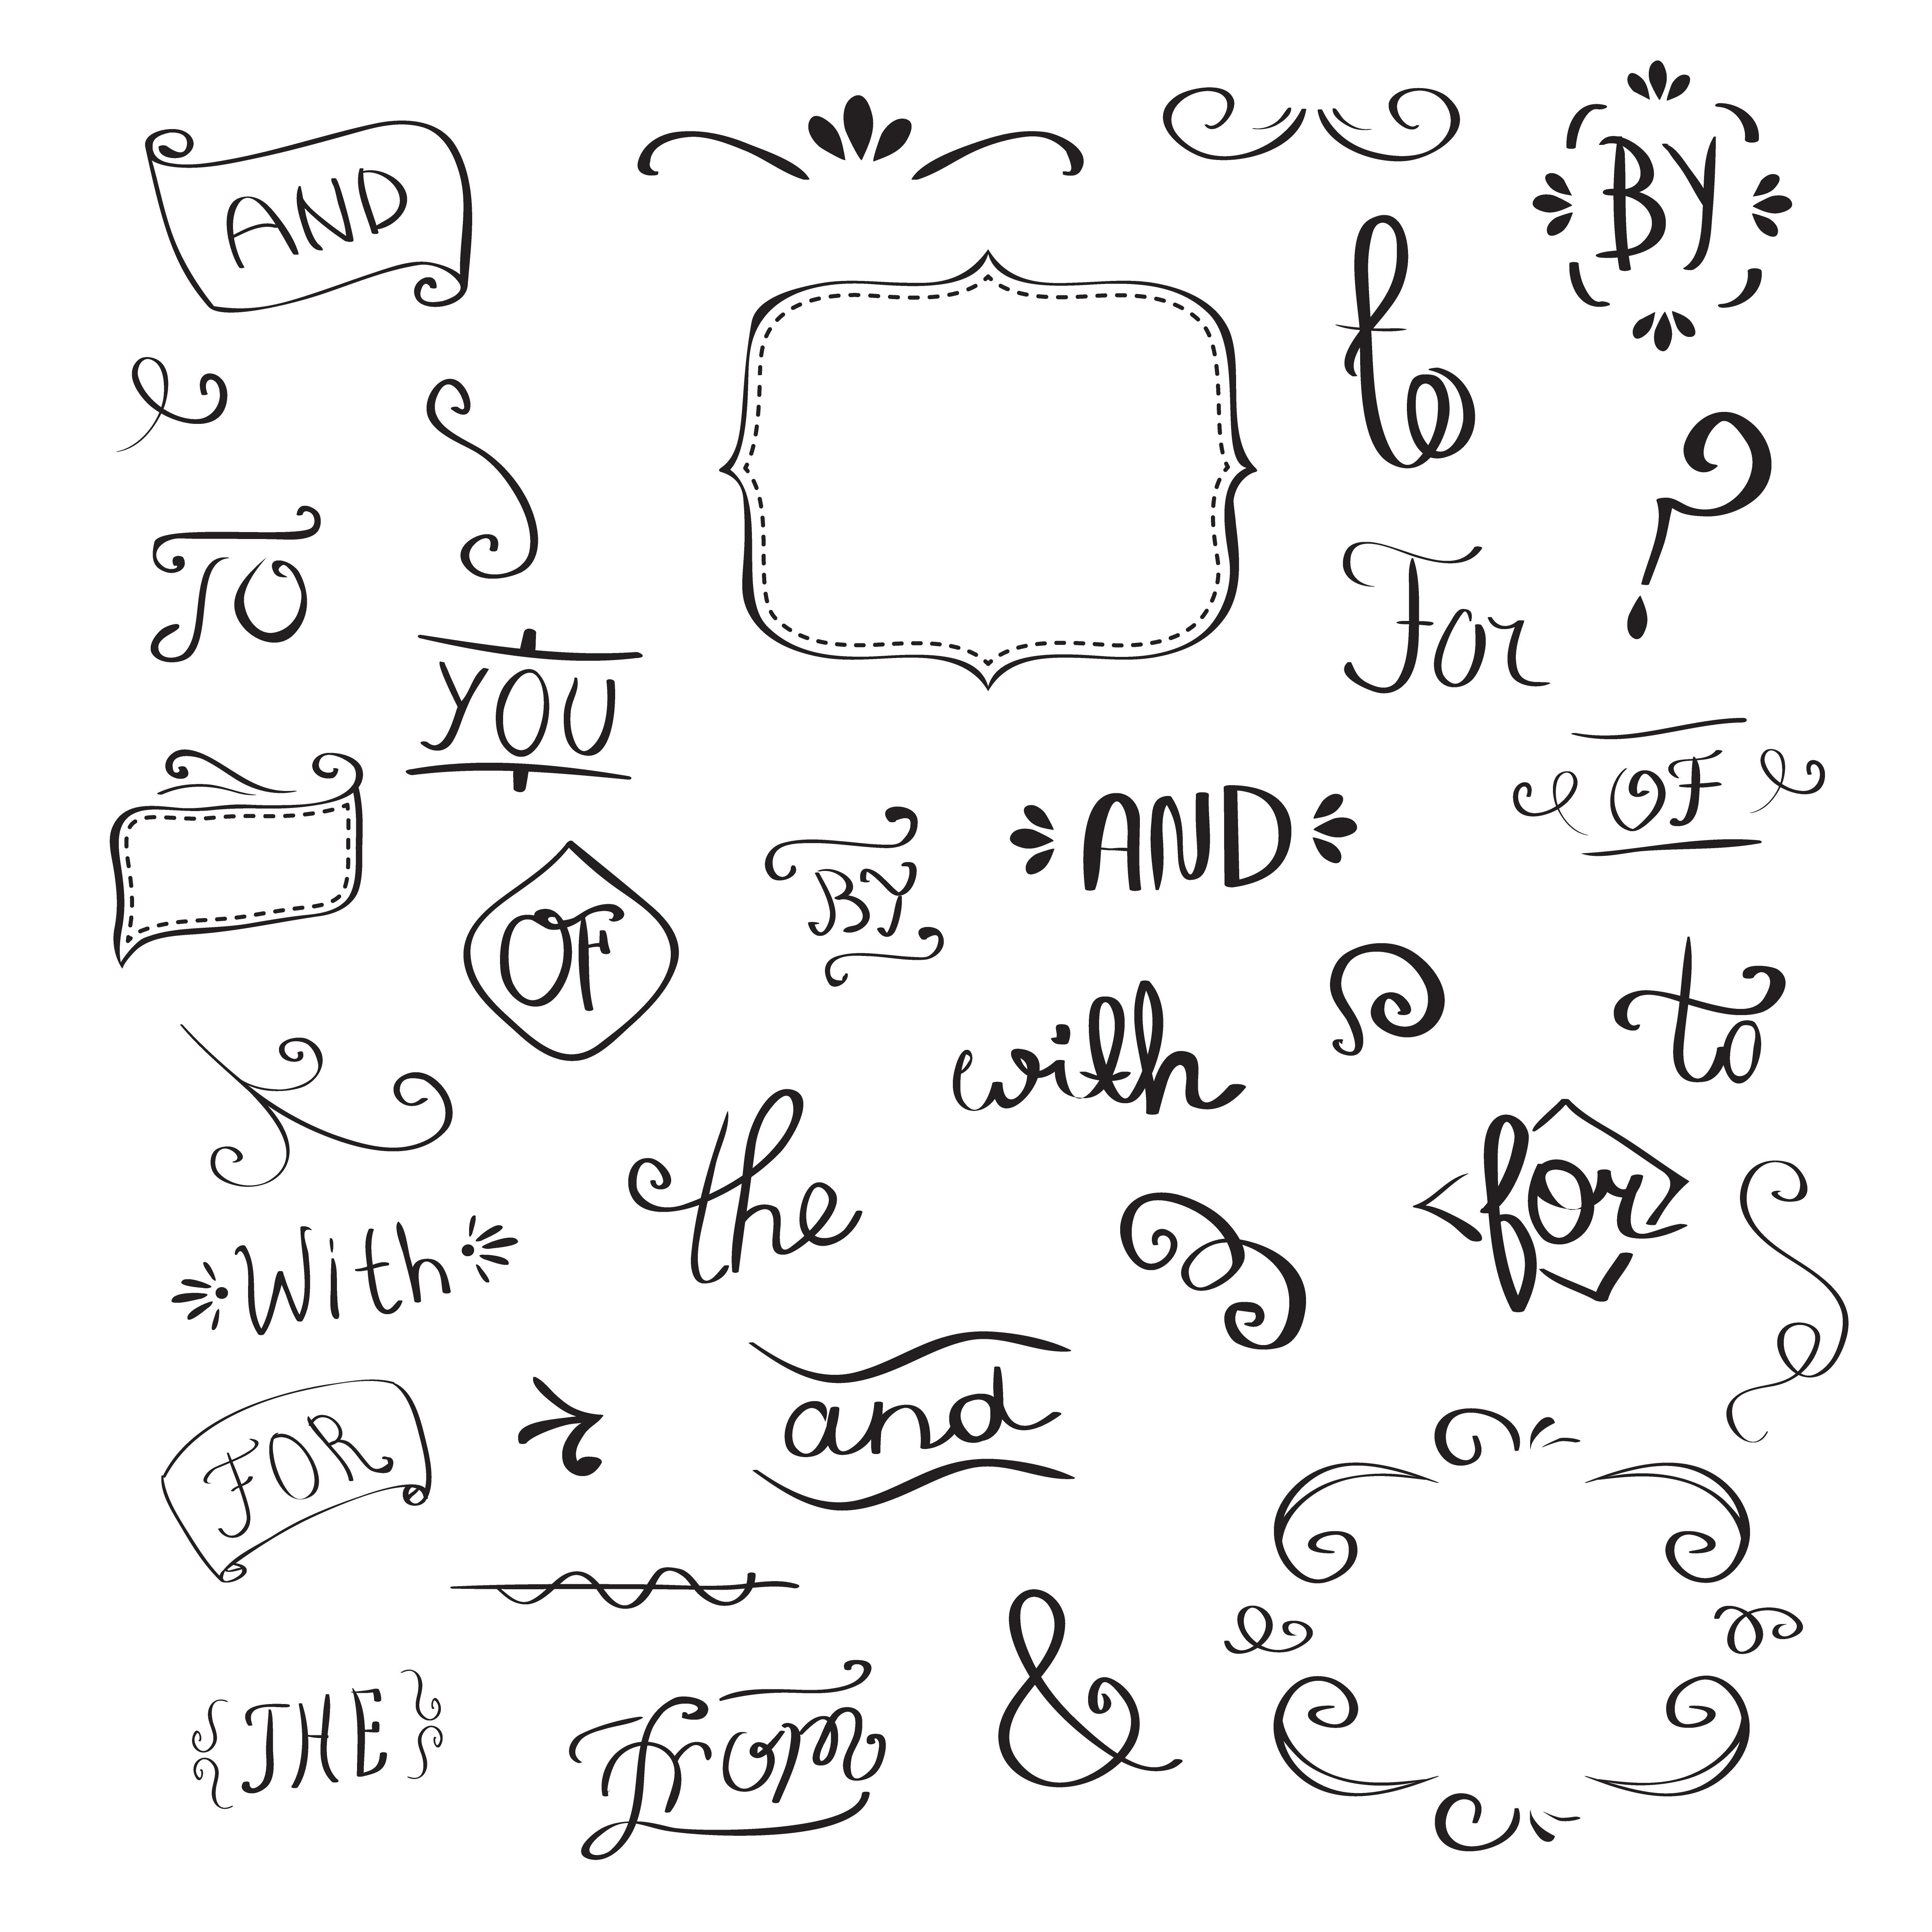 AND
BY
to
?
TO
For
YOU
OF
AND
BY
OF
to
with
the
for
With
and
FOR
&
THE
from